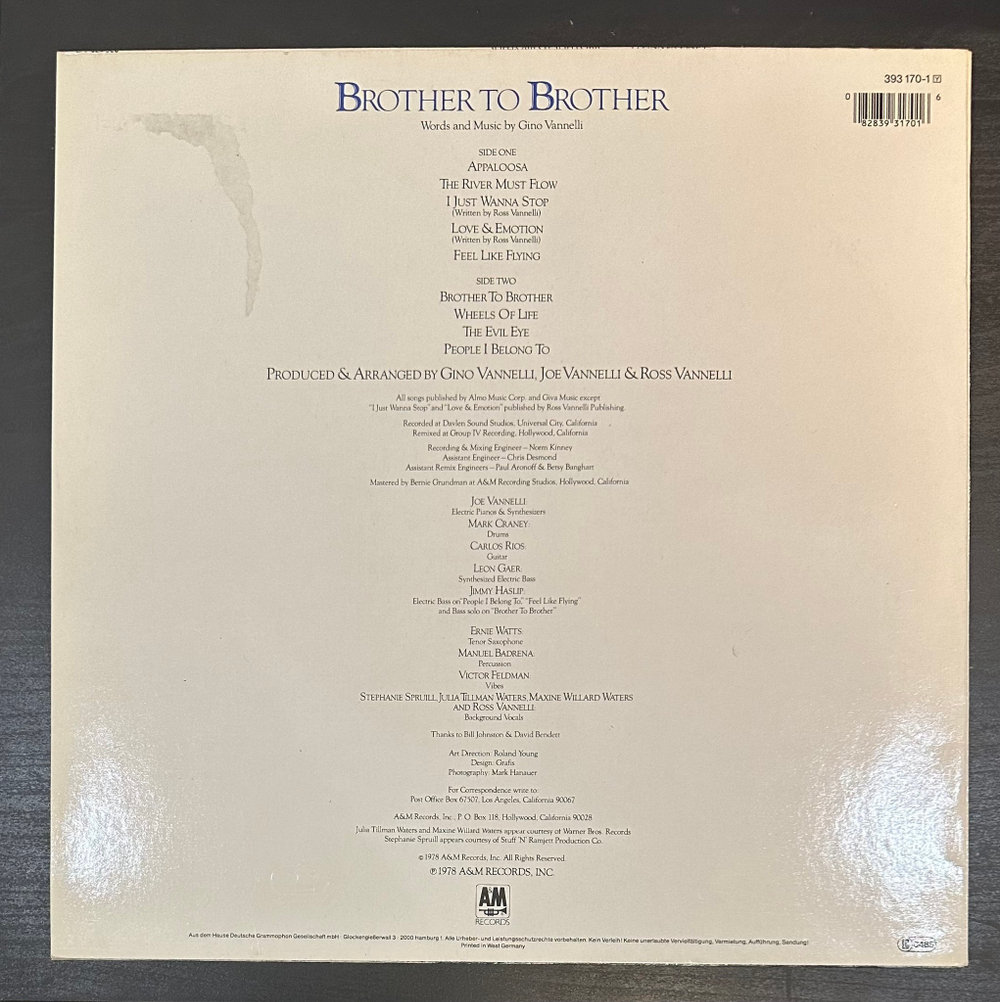 393 170-1 Y
0 82839 31701 6
BROTHER TO BROTHER
Words and Music by Gino Vannelli
SIDE ONE
APPALOOSA
THE RIVER MUST FLOW
I JUST WANNA STOP
(Written by Ross Vannelli)
LOVE & EMOTION
(Written by Ross Vannelli)
FEEL LIKE FLYING
SIDE TWO
BROTHER TO BROTHER
WHEELS OF LIFE
THE EVIL EYE
PEOPLE I BELONG TO
PRODUCED & ARRANGED BY GINO VANNELLI, JOE VANNELLI & ROSS VANNELLI
All songs published by Almo Music Corp. and Giva Music except
"I Just Wanna Stop" and "Love & Emotion" published by Ross Vannelli Publishing.
Recorded at Davlen Sound Studios, Universal City, California
Remixed at Group IV Recording, Hollywood, California
Recording & Mixing Engineer – Norm Kinney
Assistant Engineer – Chris Desmond
Assistant Remix Engineers – Paul Aronoff & Betsy Banghart
Mastered by Bernie Grundman at A&M Recording Studios, Hollywood, California
JOE VANNELLI:
Electric Pianos & Synthesizers
MARK CRANEY:
Drums
CARLOS RIOS:
Guitar
LEON GAER:
Synthesized Electric Bass
JIMMY HASLIP:
Electric Bass on "People I Belong To," "Feel Like Flying"
and Bass solo on "Brother To Brother"
ERNIE WATTS:
Tenor Saxophone
MANUEL BADRENA:
Percussion
VICTOR FELDMAN:
Vibes
STEPHANIE SPRUILL, JULIA TILLMAN WATERS, MAXINE WILLARD WATERS
AND ROSS VANNELLI:
Background Vocals
Thanks to Bill Johnston & David Bendett
Art Direction: Roland Young
Design: Grafis
Photography: Mark Hanauer
For Correspondence write to:
Post Office Box 67507, Los Angeles, California 90067
A&M Records, Inc., P.O. Box 118, Hollywood, California 90028
Julia Tillman Waters and Maxine Willard Waters appear courtesy of Warner Bros. Records
Stephanie Spruill appears courtesy of Stuff 'N' Ramjett Production Co.
©1978 A&M Records, Inc. All Rights Reserved.
℗1978 A&M RECORDS, INC.
A&M
RECORDS
Aus dem Hause Deutsche Grammophon Gesellschaft mbH · Glockengießerwall 3 · 2000 Hamburg 1. Alle Urheber- und Leistungsschutzrechte vorbehalten. Kein Verleih! Keine unerlaubte Vervielfältigung, Vermietung, Aufführung, Sendung!
Printed in West Germany
LC 0485